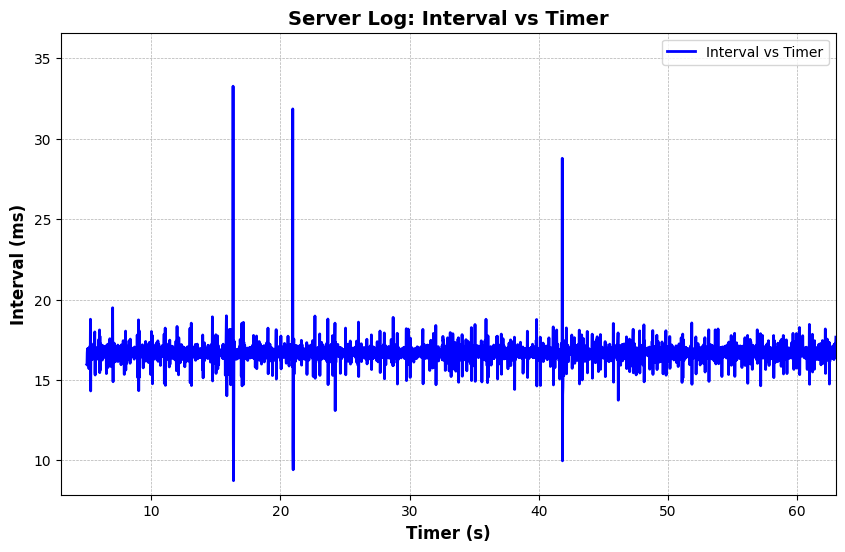 Server Log: Interval vs Timer
Interval vs Timer
35
30
25
20
15
10
Interval (ms)
10 20 30 40 50 60
Timer (s)